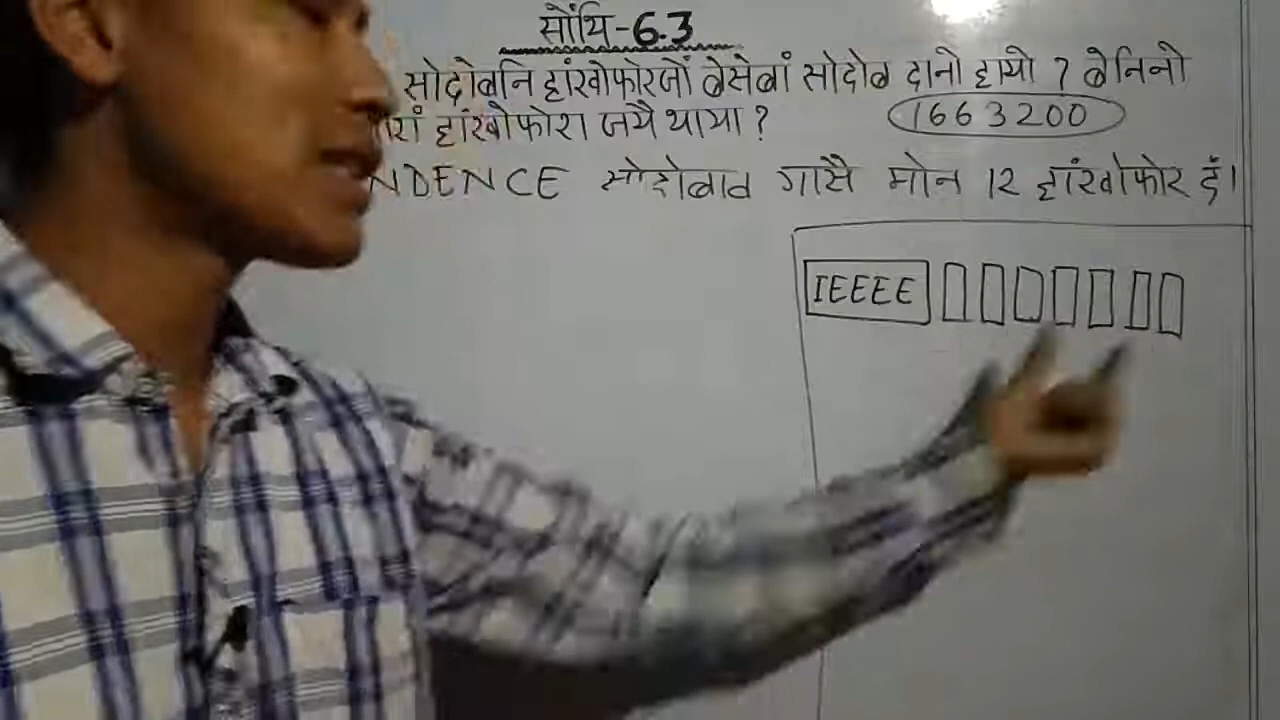 सोंथि-6.3
सोदोबनि हांखोफोरजों बेसेबां सोदोब दानो हायो ? बेनिनो
हांखोफोरा जयै थाया ?
1663200
NDENCE सोदोबाव गासै मोन 12 हांखोफोर दं।
IEEEE